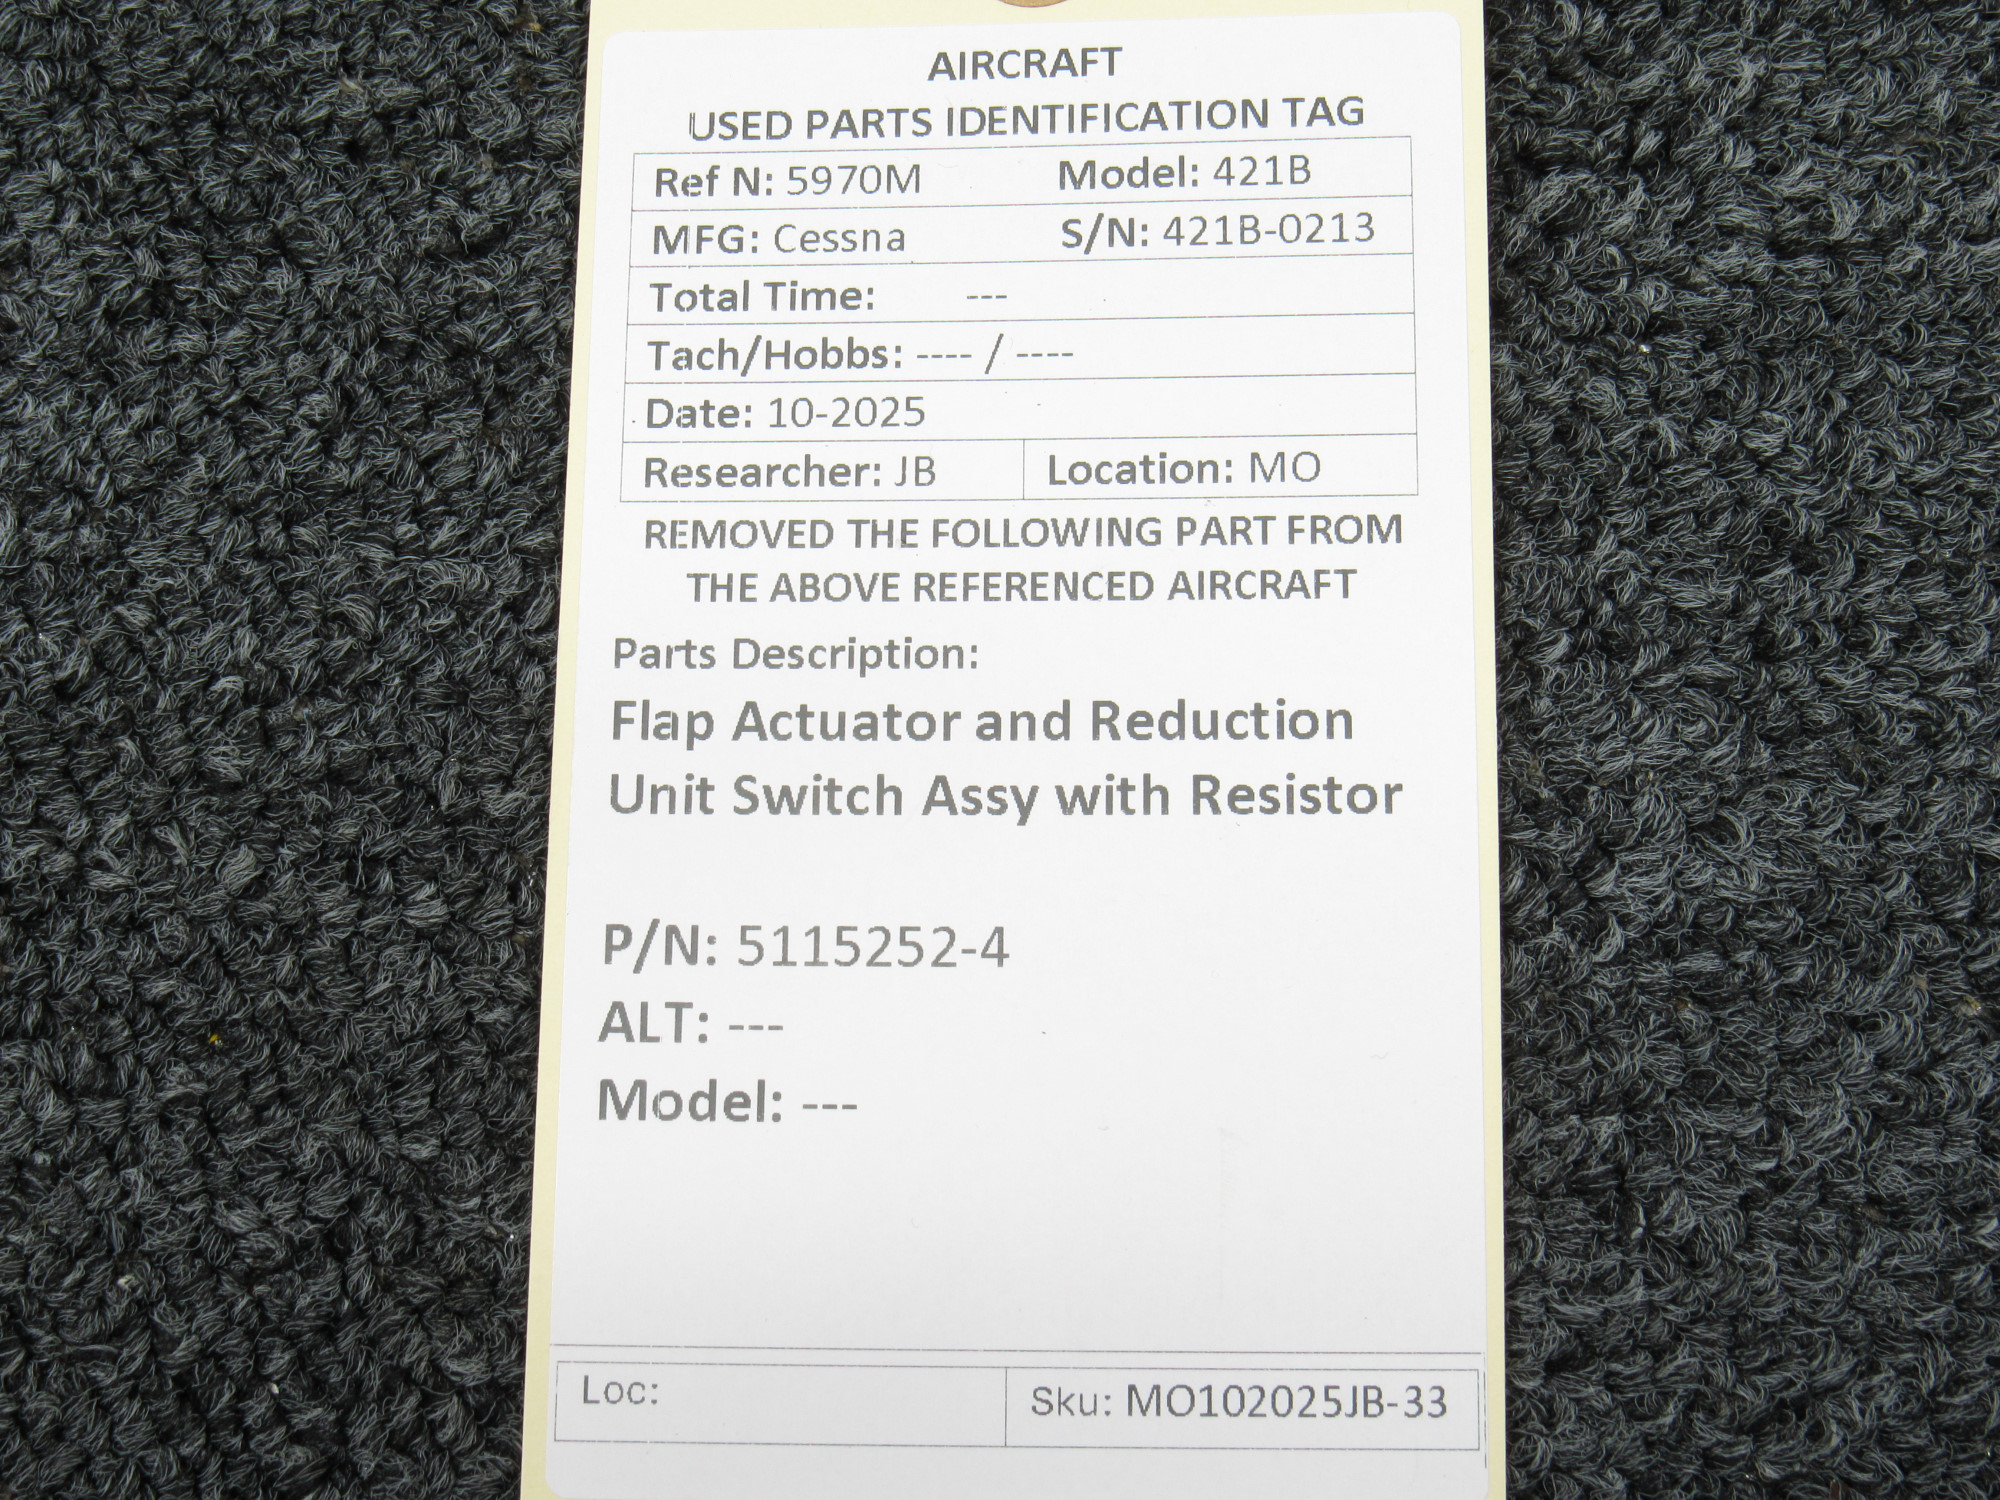 AIRCRAFT
USED PARTS IDENTIFICATION TAG
Ref N: 5970M Model: 421B
MFG: Cessna S/N: 421B-0213
Total Time: ---
Tach/Hobbs: ---- / ----
Date: 10-2025
Researcher: JB Location: MO
REMOVED THE FOLLOWING PART FROM
THE ABOVE REFERENCED AIRCRAFT
Parts Description:
Flap Actuator and Reduction
Unit Switch Assy with Resistor
P/N: 5115252-4
ALT: ---
Model: ---
Loc: Sku: MO102025JB-33